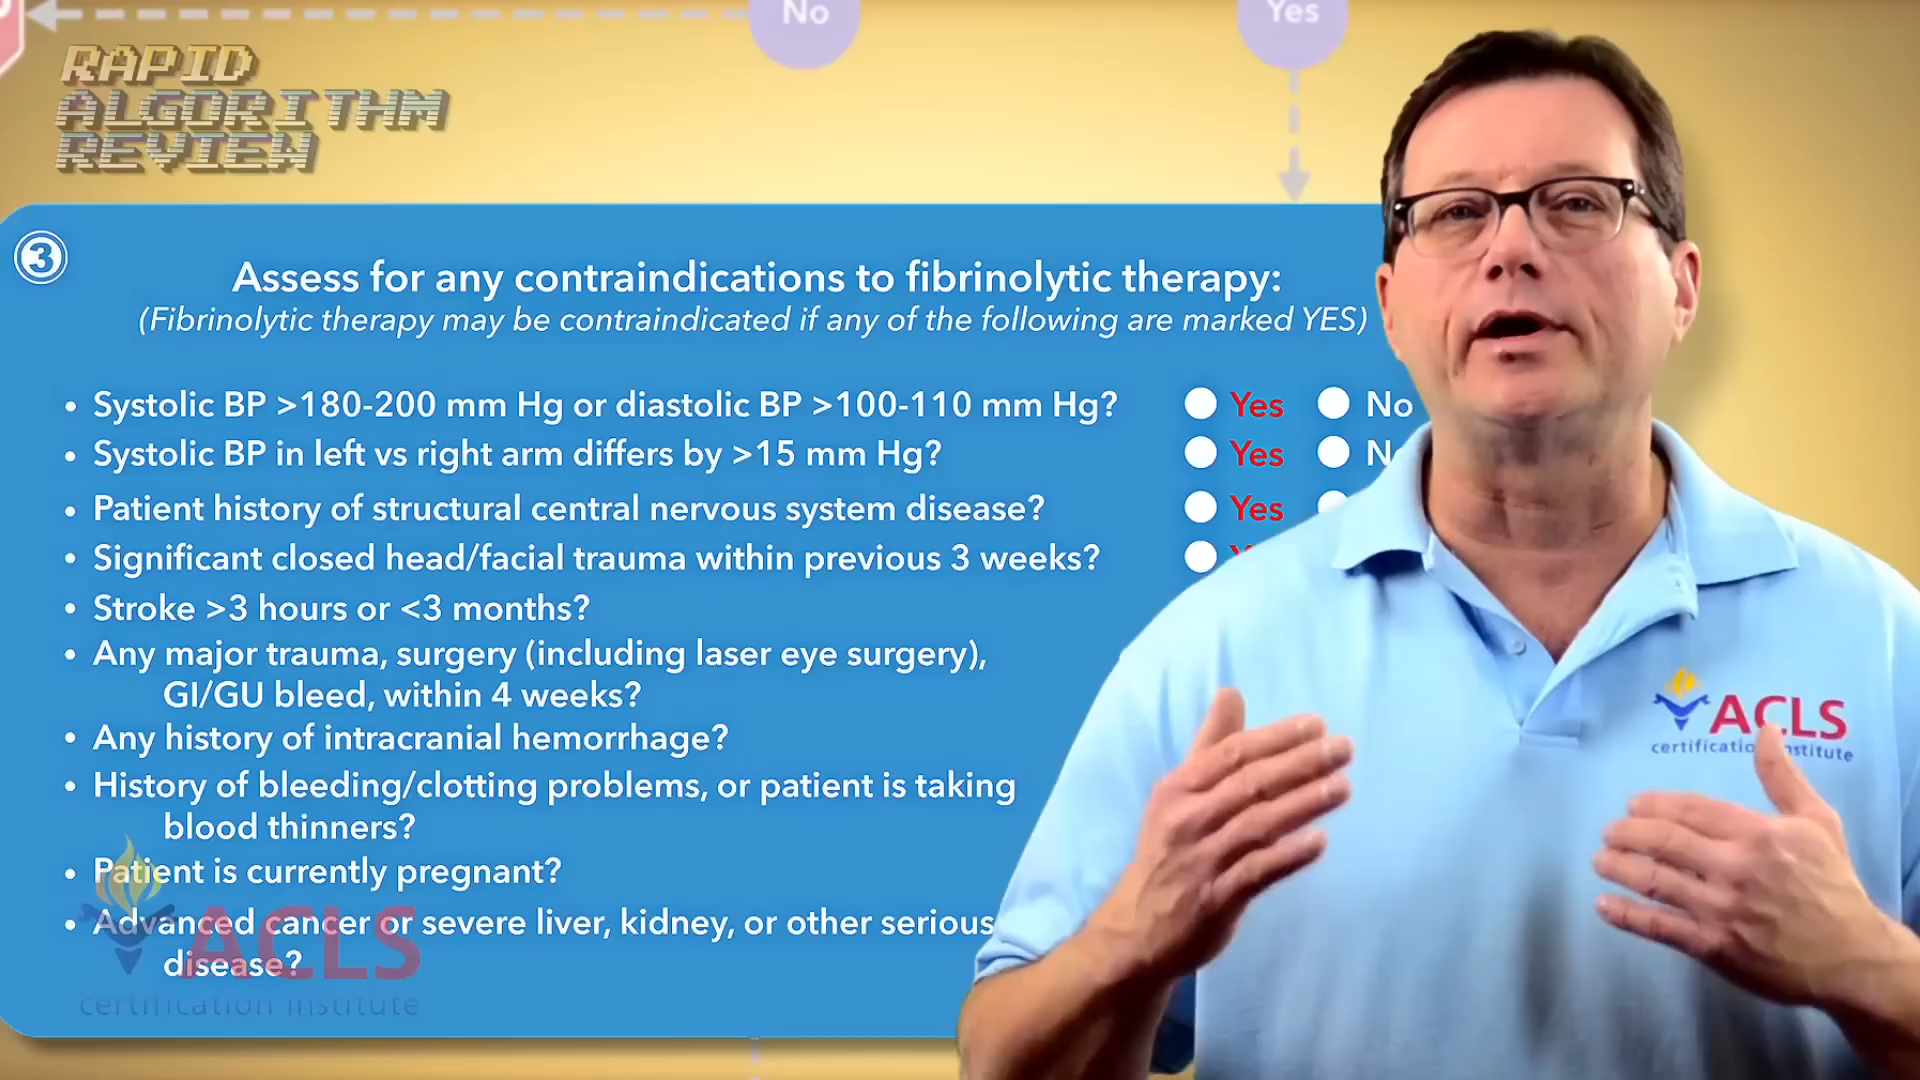 No
Yes
RAPID
ALGORITHM
REVIEW
3
Assess for any contraindications to fibrinolytic therapy:
(Fibrinolytic therapy may be contraindicated if any of the following are marked YES)
• Systolic BP >180-200 mm Hg or diastolic BP >100-110 mm Hg? Yes No
• Systolic BP in left vs right arm differs by >15 mm Hg? Yes
• Patient history of structural central nervous system disease? Yes
• Significant closed head/facial trauma within previous 3 weeks?
• Stroke >3 hours or <3 months?
• Any major trauma, surgery (including laser eye surgery),
GI/GU bleed, within 4 weeks?
• Any history of intracranial hemorrhage?
• History of bleeding/clotting problems, or patient is taking
blood thinners?
• Patient is currently pregnant?
• Advanced cancer or severe liver, kidney, or other serious
disease?
ACLS
certification institute
ACLS
certification institute